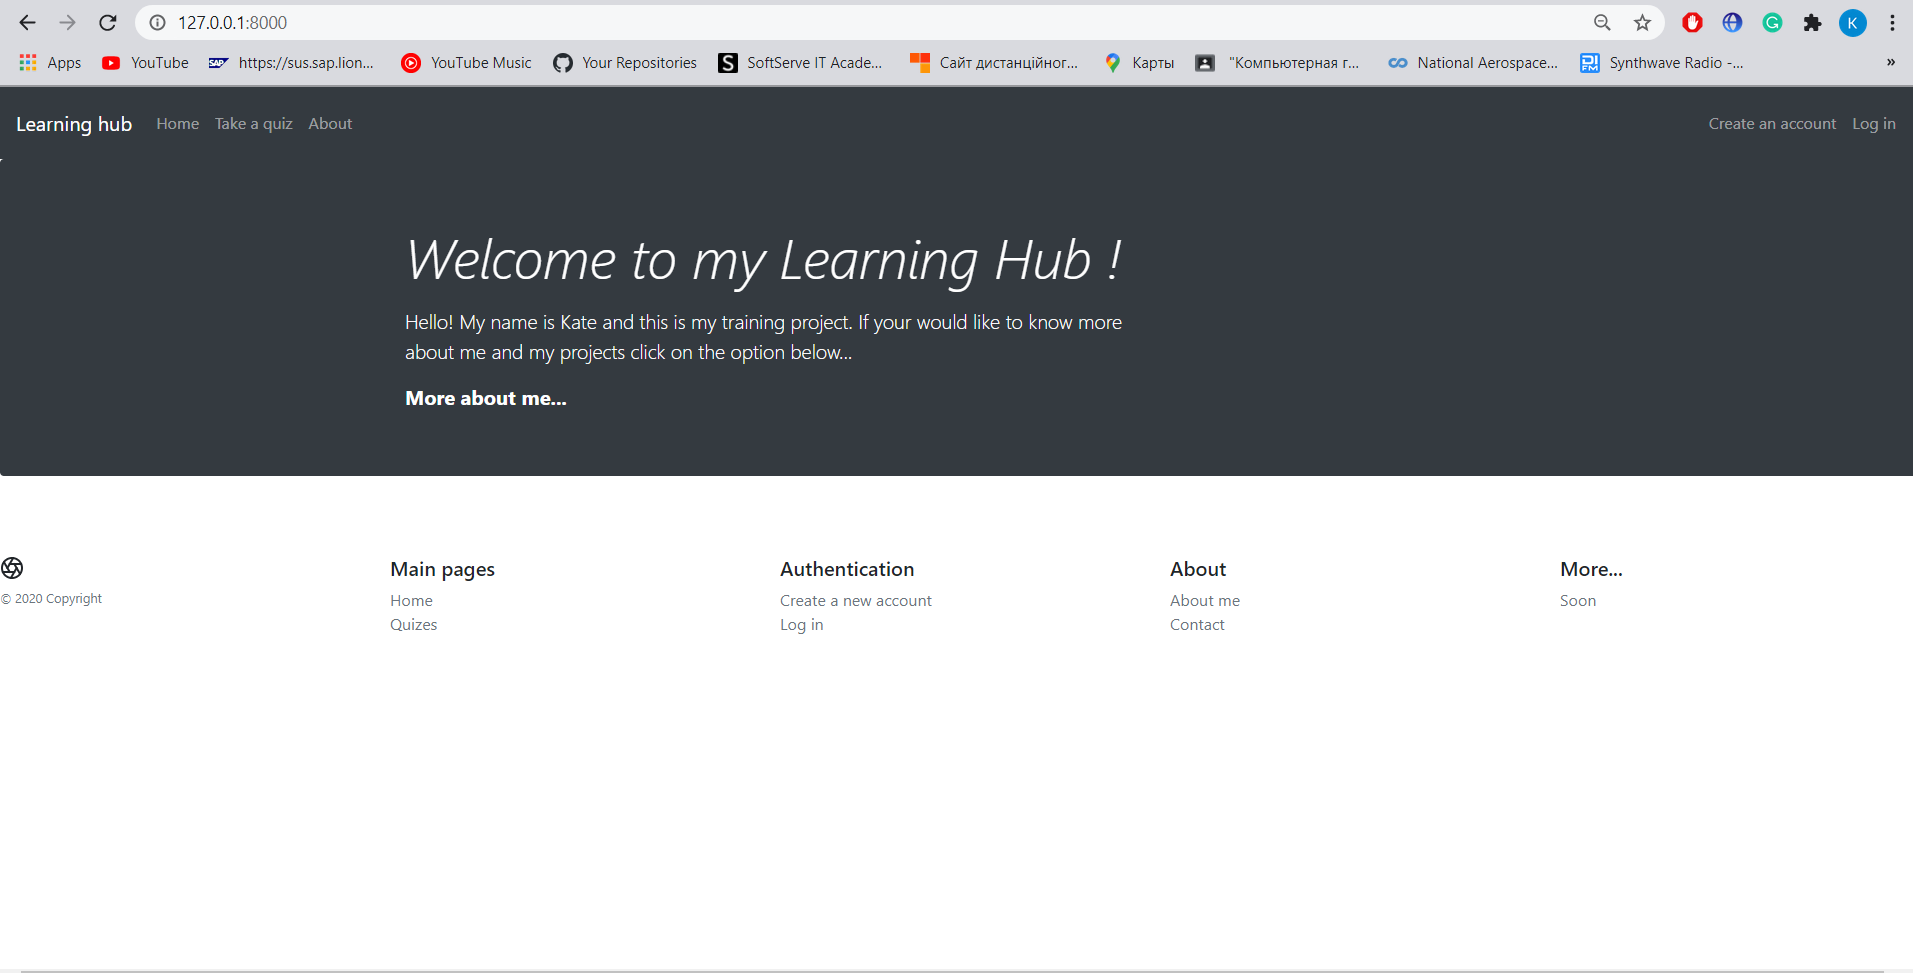 127.0.0.1:8000
K
Apps
YouTube
SAP
https://sus.sap.lion...
YouTube Music
Your Repositories
S
SoftServe IT Acade...
Сайт дистанційног...
Карты
"Компьютерная г...
National Aerospace...
DI.FM
Synthwave Radio -...
»
Learning hub
Home
Take a quiz
About
Create an account
Log in
Welcome to my Learning Hub !
Hello! My name is Kate and this is my training project. If your would like to know more
about me and my projects click on the option below...
More about me...
© 2020 Copyright
Main pages
Home
Quizes
Authentication
Create a new account
Log in
About
About me
Contact
More...
Soon